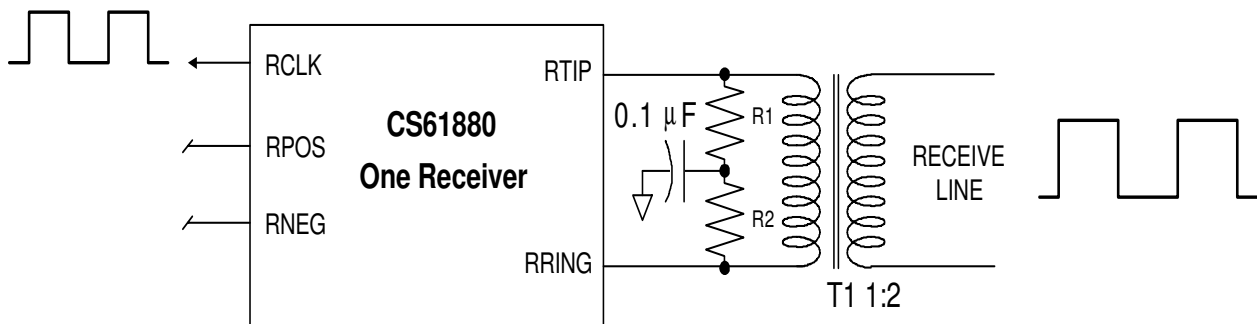 RCLK
RPOS
RNEG
CS61880
One Receiver
RTIP
RRING
0.1 μF
R1
R2
T1 1:2
RECEIVE
LINE